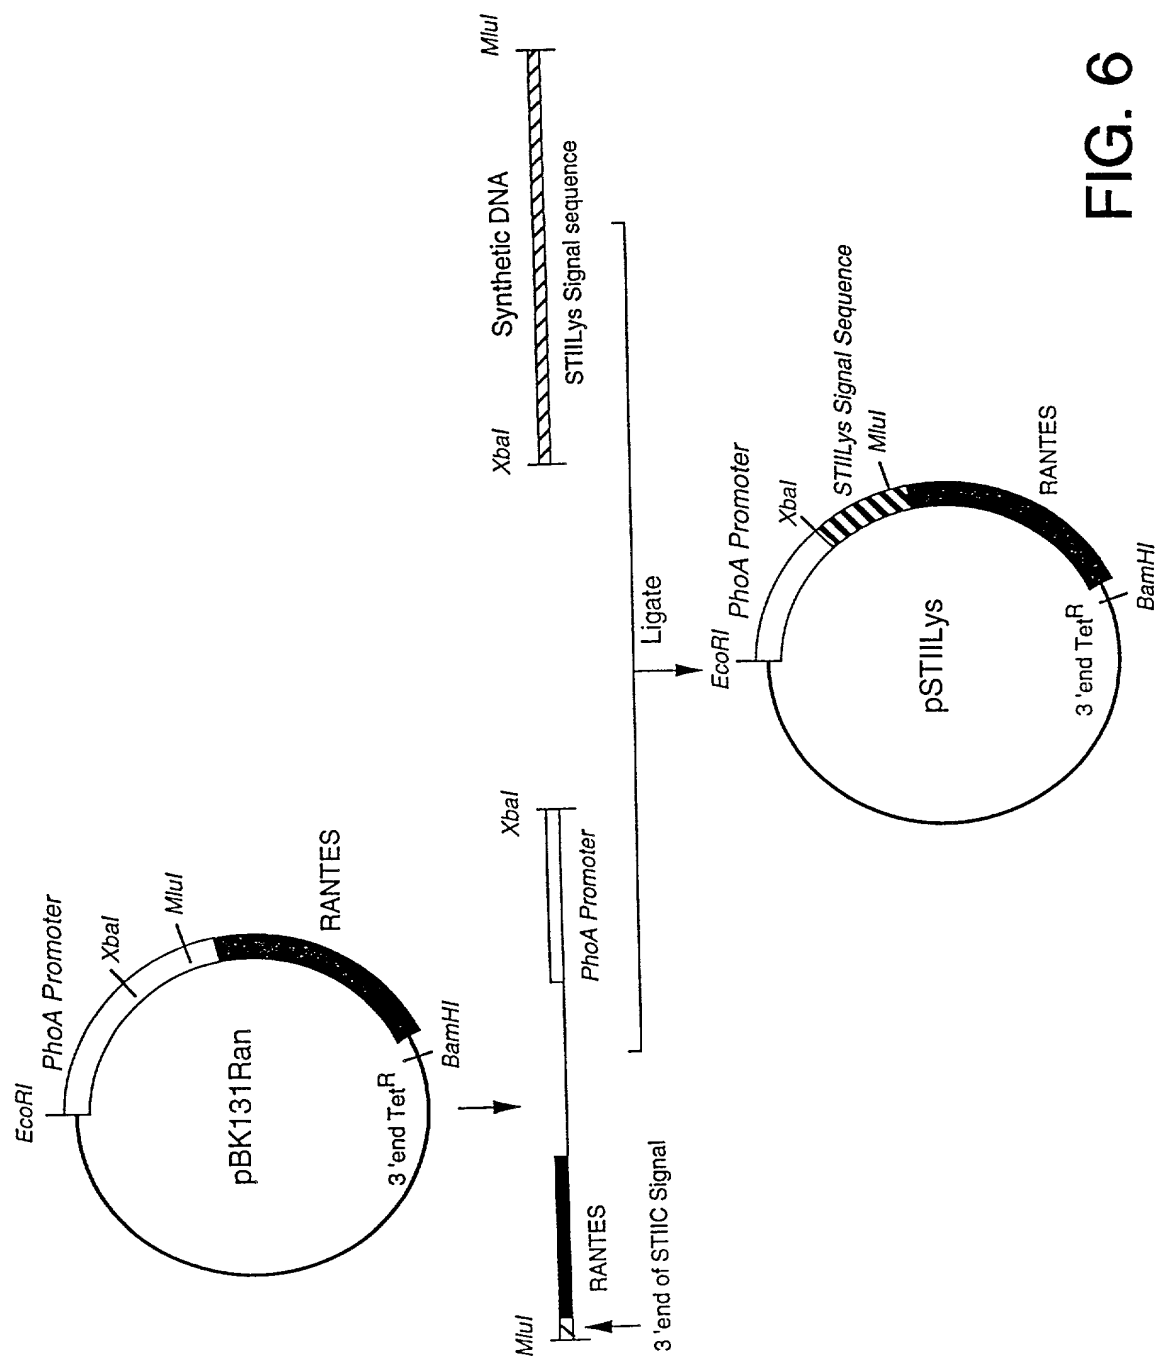 EcoRI
PhoA Promoter
XbaI
MluI
RANTES
BamHI
3 'end Tet^R
pBK131Ran
MluI
RANTES
3 'end of STIIC Signal
XbaI
PhoA Promoter
XbaI
Synthetic DNA
STIILys Signal sequence
MluI
Ligate
EcoRI
PhoA Promoter
XbaI
STIILys Signal Sequence
MluI
RANTES
BamHI
3 'end Tet^R
pSTIILys
FIG. 6